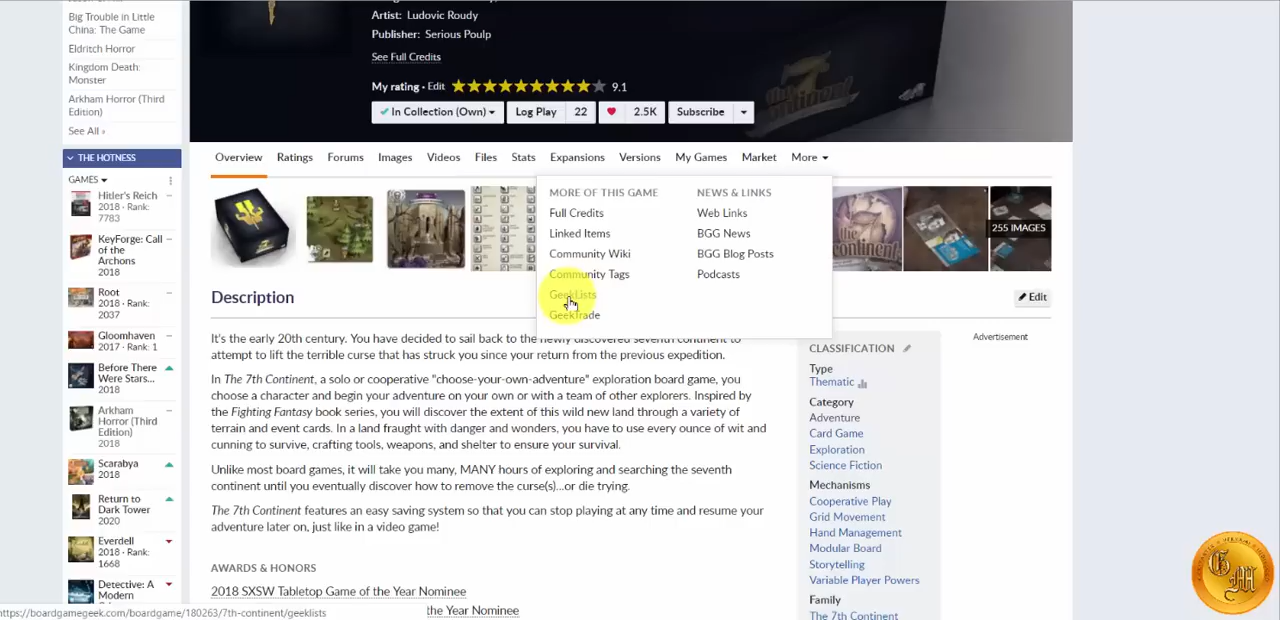 Big Trouble in Little
China: The Game
Eldritch Horror
Kingdom Death:
Monster
Arkham Horror (Third
Edition)
See All »
THE HOTNESS
GAMES
Hitler's Reich
2018 · Rank:
7783
KeyForge: Call
of the
Archons
2018
Root
2018 · Rank:
2037
Gloomhaven
2017 · Rank: 1
Before There
Were Stars...
2018
Arkham
Horror (Third
Edition)
2018
Scarabya
2018
Return to
Dark Tower
2020
Everdell
2018 · Rank:
1668
Detective: A
Modern
Artist: Ludovic Roudy
Publisher: Serious Poulp
See Full Credits
My rating · Edit 9.1
In Collection (Own) Log Play 22 2.5K Subscribe
Overview Ratings Forums Images Videos Files Stats Expansions Versions My Games Market More
MORE OF THIS GAME
Full Credits
Linked Items
Community Wiki
Community Tags
GeekLists
GeekTrade
NEWS & LINKS
Web Links
BGG News
BGG Blog Posts
Podcasts
255 IMAGES
Description
Edit
It's the early 20th century. You have decided to sail back to the newly discovered seventh continent to
attempt to lift the terrible curse that has struck you since your return from the previous expedition.
In The 7th Continent, a solo or cooperative "choose-your-own-adventure" exploration board game, you
choose a character and begin your adventure on your own or with a team of other explorers. Inspired by
the Fighting Fantasy book series, you will discover the extent of this wild new land through a variety of
terrain and event cards. In a land fraught with danger and wonders, you have to use every ounce of wit and
cunning to survive, crafting tools, weapons, and shelter to ensure your survival.
Unlike most board games, it will take you many, MANY hours of exploring and searching the seventh
continent until you eventually discover how to remove the curse(s)...or die trying.
The 7th Continent features an easy saving system so that you can stop playing at any time and resume your
adventure later on, just like in a video game!
AWARDS & HONORS
2018 SXSW Tabletop Game of the Year Nominee
the Year Nominee
CLASSIFICATION
Type
Thematic
Category
Adventure
Card Game
Exploration
Science Fiction
Mechanisms
Cooperative Play
Grid Movement
Hand Management
Modular Board
Storytelling
Variable Player Powers
Family
The 7th Continent
Advertisement
https://boardgamegeek.com/boardgame/180263/7th-continent/geeklists